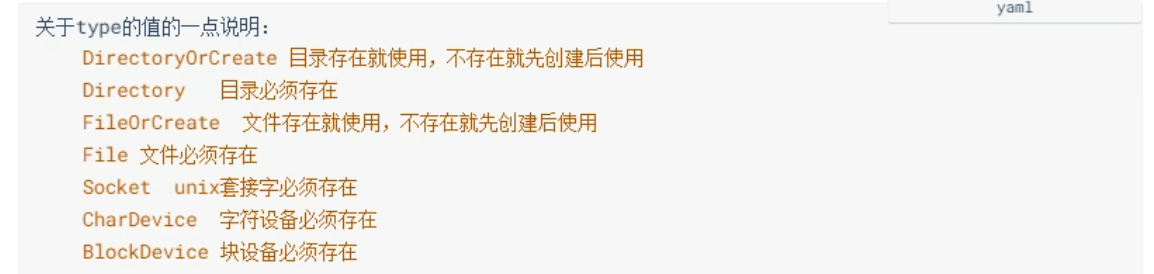 yaml
关于type的值的一点说明：
DirectoryOrCreate 目录存在就使用，不存在就先创建后使用
Directory 目录必须存在
FileOrCreate 文件存在就使用，不存在就先创建后使用
File 文件必须存在
Socket unix套接字必须存在
CharDevice 字符设备必须存在
BlockDevice 块设备必须存在